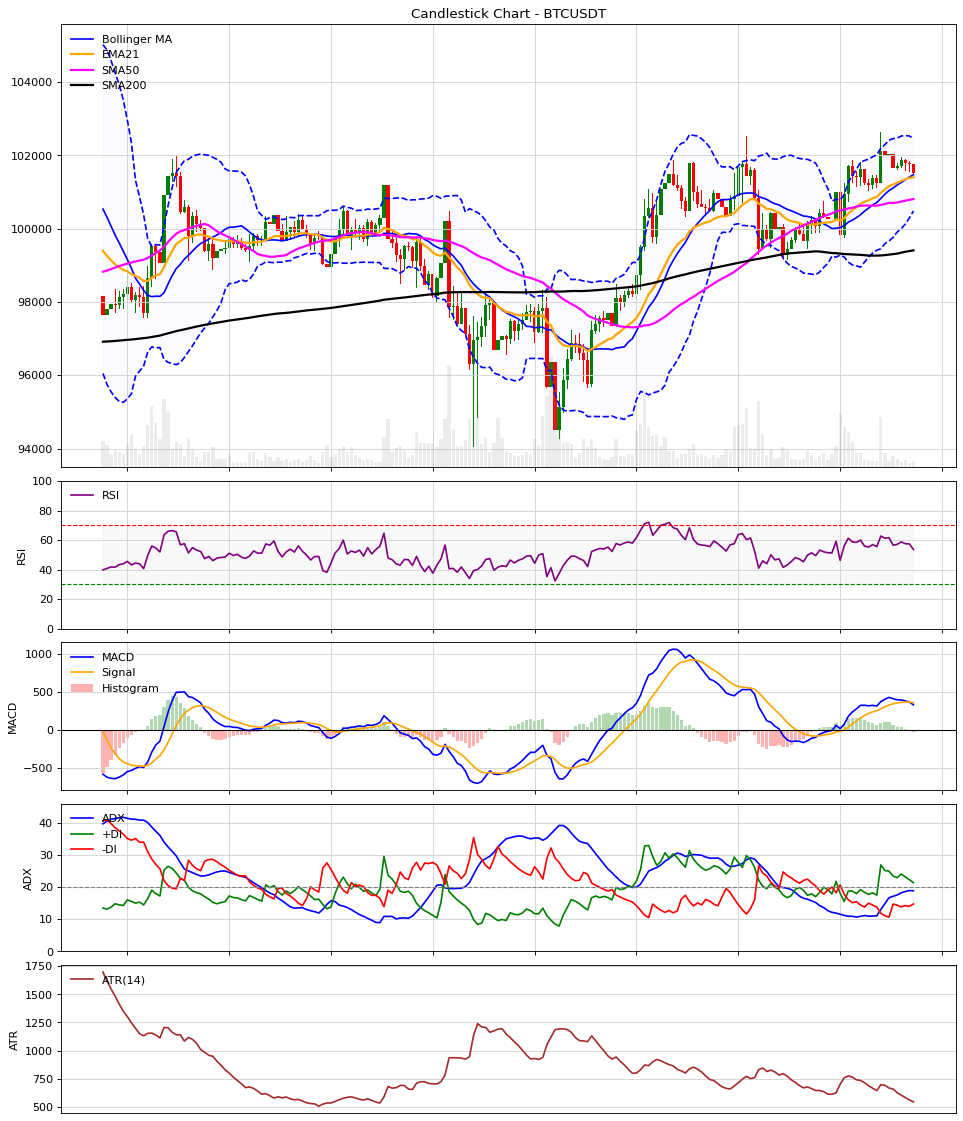 Candlestick Chart - BTCUSDT
Bollinger MA
EMA21
SMA50
SMA200
104000
102000
100000
98000
96000
94000
RSI
100
80
60
40
20
0
RSI
MACD
Signal
Histogram
1000
500
0
−500
MACD
ADX
+DI
-DI
40
30
20
10
0
ADX
ATR(14)
1750
1500
1250
1000
750
500
ATR